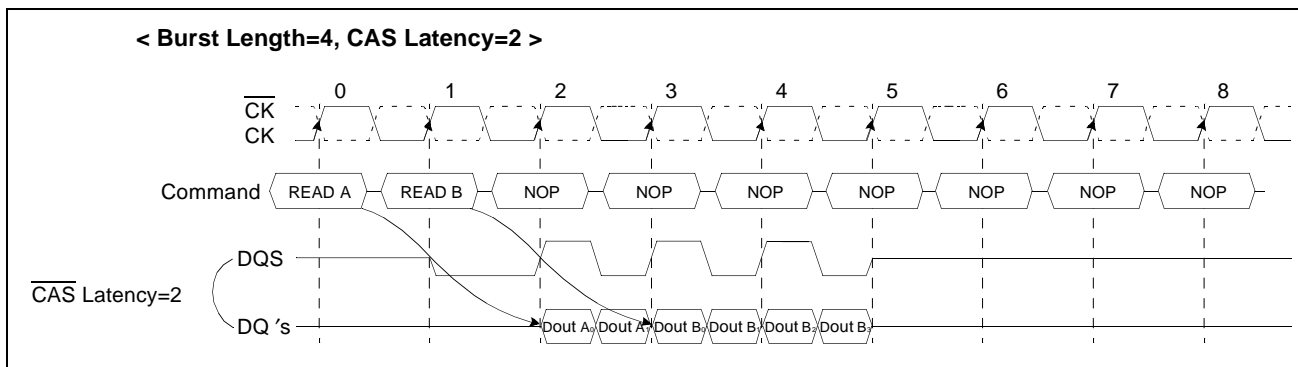 < Burst Length=4, CAS Latency=2 >
0 1 2 3 4 5 6 7 8
CK
CK
Command READ A READ B NOP NOP NOP NOP NOP NOP NOP
DQS
CAS Latency=2
DQ ′s Dout A₀ Dout A₁ Dout B₀ Dout B₁ Dout B₂ Dout B₃